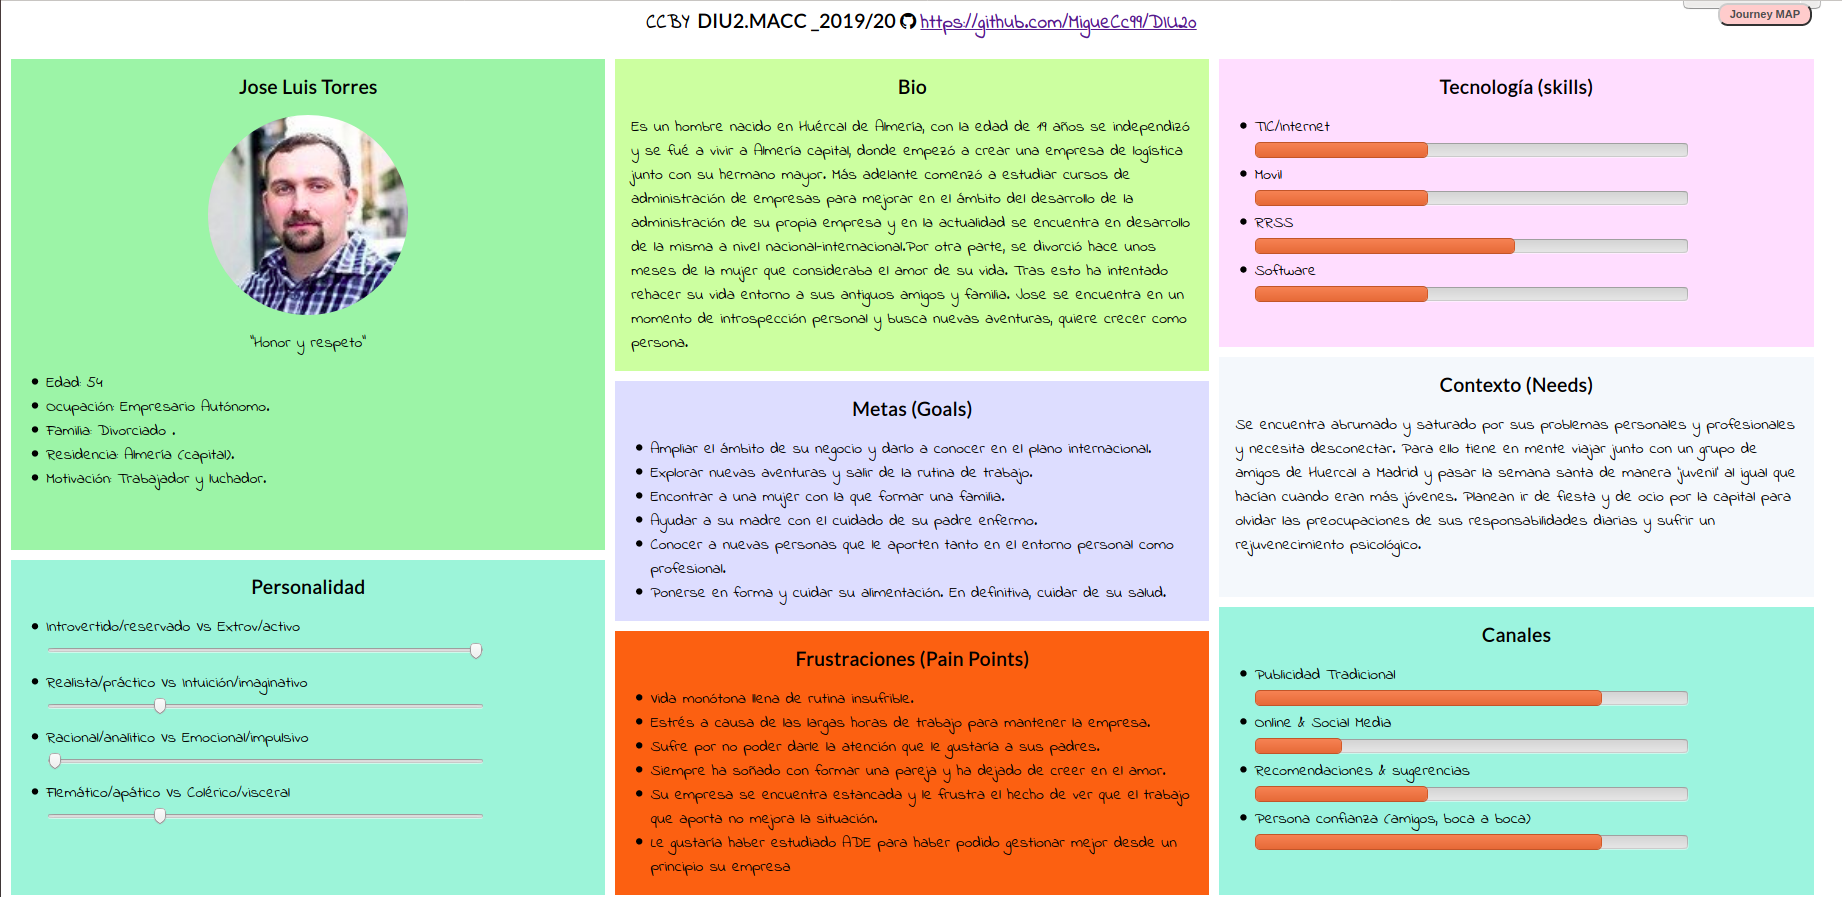 CCBY DIU2.MACC _2019/20 https://github.com/MigueCc99/DIU20
Journey MAP
Jose Luis Torres
"Honor y respeto"
Edad: 54
Ocupación: Empresario Autónomo.
Familia: Divorciado .
Residencia: Almería (capital).
Motivación: Trabajador y luchador.
Personalidad
Introvertido/reservado Vs Extrov/activo
Realista/práctico Vs Intuición/imaginativo
Racional/analítico Vs Emocional/impulsivo
Flemático/apático Vs Colérico/visceral
Bio
Es un hombre nacido en Huércal de Almería, con la edad de 19 años se independizó
y se fué a vivir a Almería capital, donde empezó a crear una empresa de logística
junto con su hermano mayor. Más adelante comenzó a estudiar cursos de
administración de empresas para mejorar en el ámbito del desarrollo de la
administración de su propia empresa y en la actualidad se encuentra en desarrollo
de la misma a nivel nacional-internacional.Por otra parte, se divorció hace unos
meses de la mujer que consideraba el amor de su vida. Tras esto ha intentado
rehacer su vida entorno a sus antiguos amigos y familia. Jose se encuentra en un
momento de introspección personal y busca nuevas aventuras, quiere crecer como
persona.
Metas (Goals)
Ampliar el ámbito de su negocio y darlo a conocer en el plano internacional.
Explorar nuevas aventuras y salir de la rutina de trabajo.
Encontrar a una mujer con la que formar una familia.
Ayudar a su madre con el cuidado de su padre enfermo.
Conocer a nuevas personas que le aporten tanto en el entorno personal como
profesional.
Ponerse en forma y cuidar su alimentación. En definitiva, cuidar de su salud.
Frustraciones (Pain Points)
Vida monótona llena de rutina insufrible.
Estrés a causa de las largas horas de trabajo para mantener la empresa.
Sufre por no poder darle la atención que le gustaría a sus padres.
Siempre ha soñado con formar una pareja y ha dejado de creer en el amor.
Su empresa se encuentra estancada y le frustra el hecho de ver que el trabajo
que aporta no mejora la situación.
Le gustaría haber estudiado ADE para haber podido gestionar mejor desde un
principio su empresa
Tecnología (skills)
TIC/Internet
Movil
RRSS
Software
Contexto (Needs)
Se encuentra abrumado y saturado por sus problemas personales y profesionales
y necesita desconectar. Para ello tiene en mente viajar junto con un grupo de
amigos de Huercal a Madrid y pasar la semana santa de manera 'juvenil' al igual que
hacían cuando eran más jóvenes. Planean ir de fiesta y de ocio por la capital para
olvidar las preocupaciones de sus responsabilidades diarias y sufrir un
rejuvenecimiento psicológico.
Canales
Publicidad Tradicional
Online & Social Media
Recomendaciones & sugerencias
Persona confianza (amigos, boca a boca)